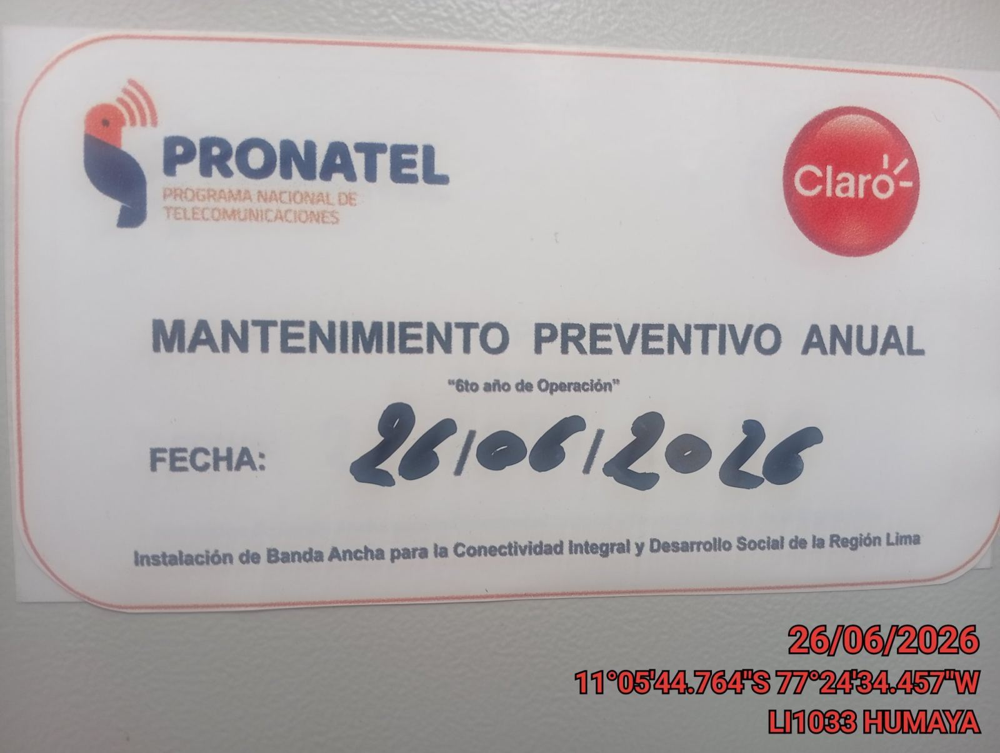 PRONATEL
PROGRAMA NACIONAL DE
TELECOMUNICACIONES
Claro
MANTENIMIENTO PREVENTIVO ANUAL
"6to año de Operación"
FECHA: 26/06/2026
Instalación de Banda Ancha para la Conectividad Integral y Desarrollo Social de la Región Lima
26/06/2026
11°05'44.764"S 77°24'34.457"W
LI1033 HUMAYA